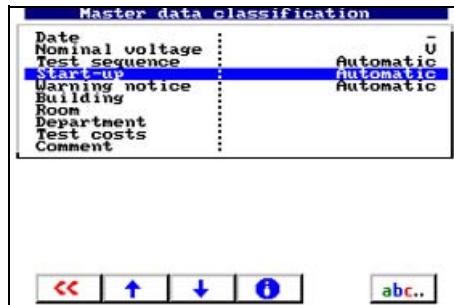 Master data classification
Date : -
Nominal voltage : V
Test sequence : Automatic
Start-up : Automatic
Warning notice : Automatic
Building :
Room :
Department :
Test costs :
Comment :
<< abc..